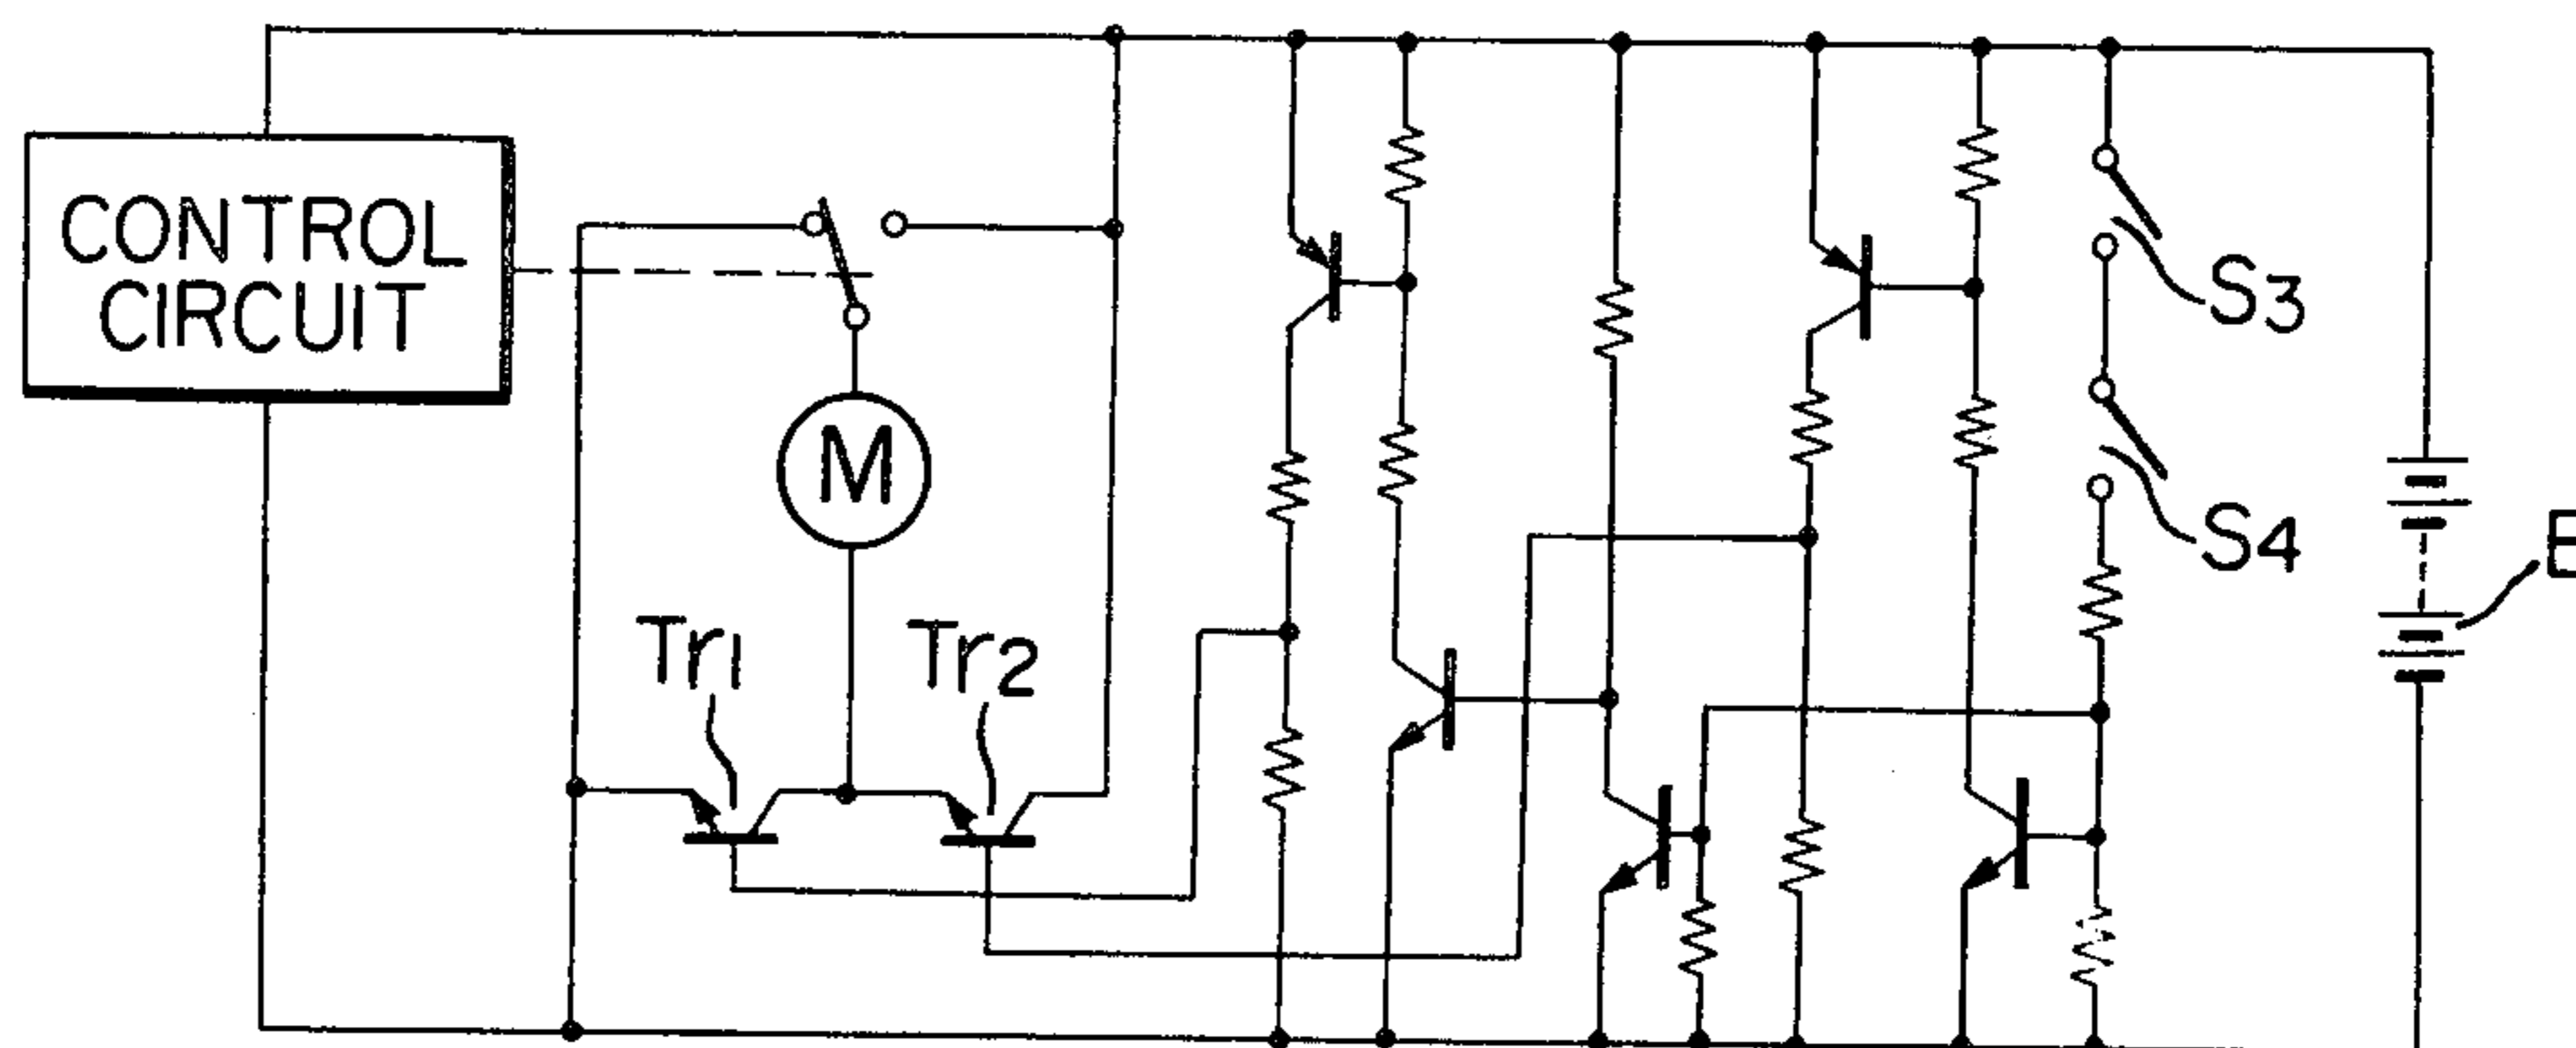 CONTROL
CIRCUIT
S3
M
S4
E
Tr1
Tr2